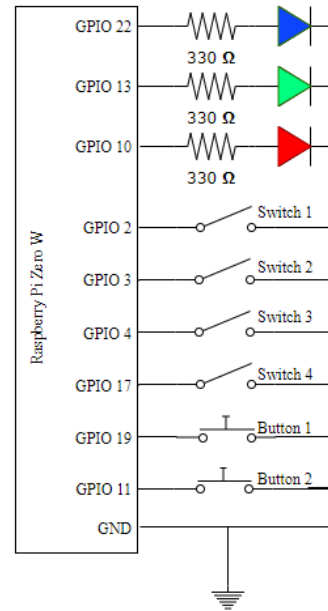 GPIO 22
330 Ω
GPIO 13
330 Ω
GPIO 10
330 Ω
Switch 1
GPIO 2
Switch 2
GPIO 3
Switch 3
GPIO 4
Switch 4
GPIO 17
Button 1
GPIO 19
Button 2
GPIO 11
GND
Raspberry Pi Zero W